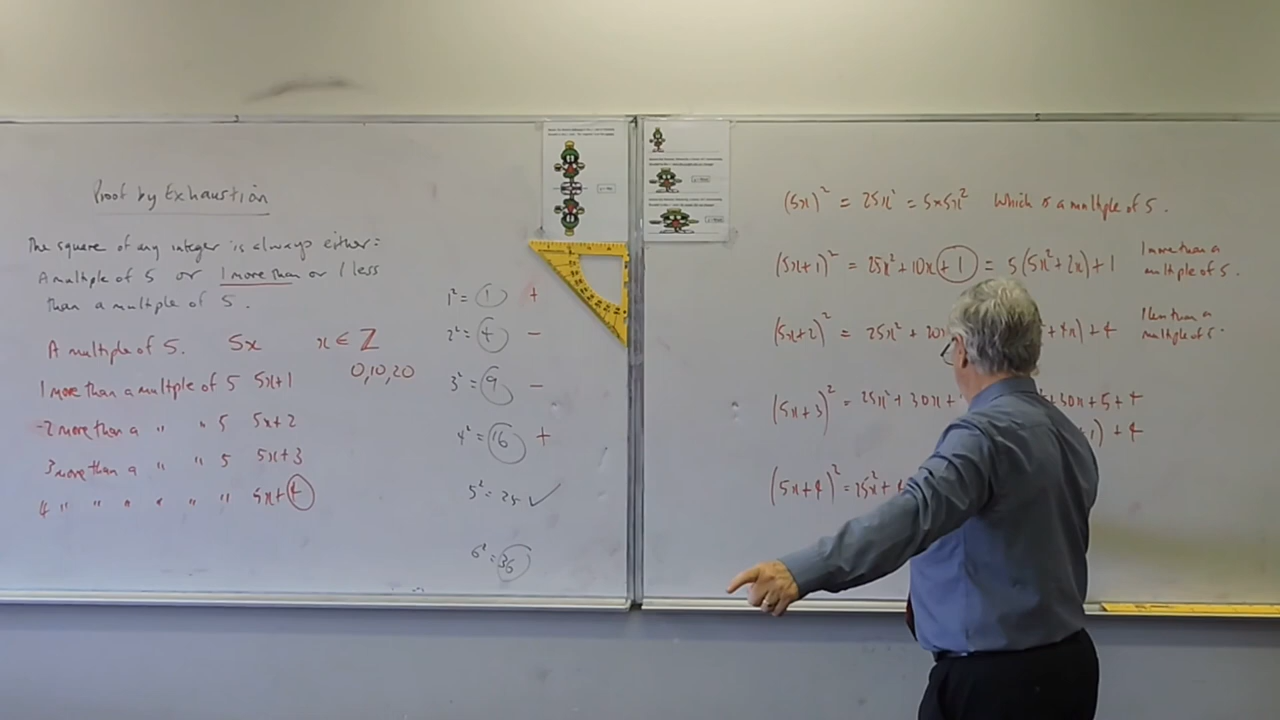 Proof by Exhaustion
The square of any integer is always either:
A multiple of 5 or 1 more than or 1 less
than a multiple of 5.
A multiple of 5. 5x x ∈ ℤ
0,10,20
1 more than a multiple of 5 5x+1
2 more than a " " 5 5x+2
3 more than a " " 5 5x+3
4 " " " " " " 5x+4
1² = 1 +
2² = 4 −
3² = 9 −
4² = 16 +
5² = 25 ✓
6² = 36
(5x)² = 25x² = 5x5x² Which is a multiple of 5.
(5x+1)² = 25x² + 10x + 1 = 5(5x²+2x)+1
1 more than a
multiple of 5.
(5x+2)² = 25x² + 20x + 4x) + 4
1 less than a
multiple of 5.
(5x+3)² = 25x² + 30x + + 30x + 5 + 4
) + 4
(5x+4)² = 25x² +